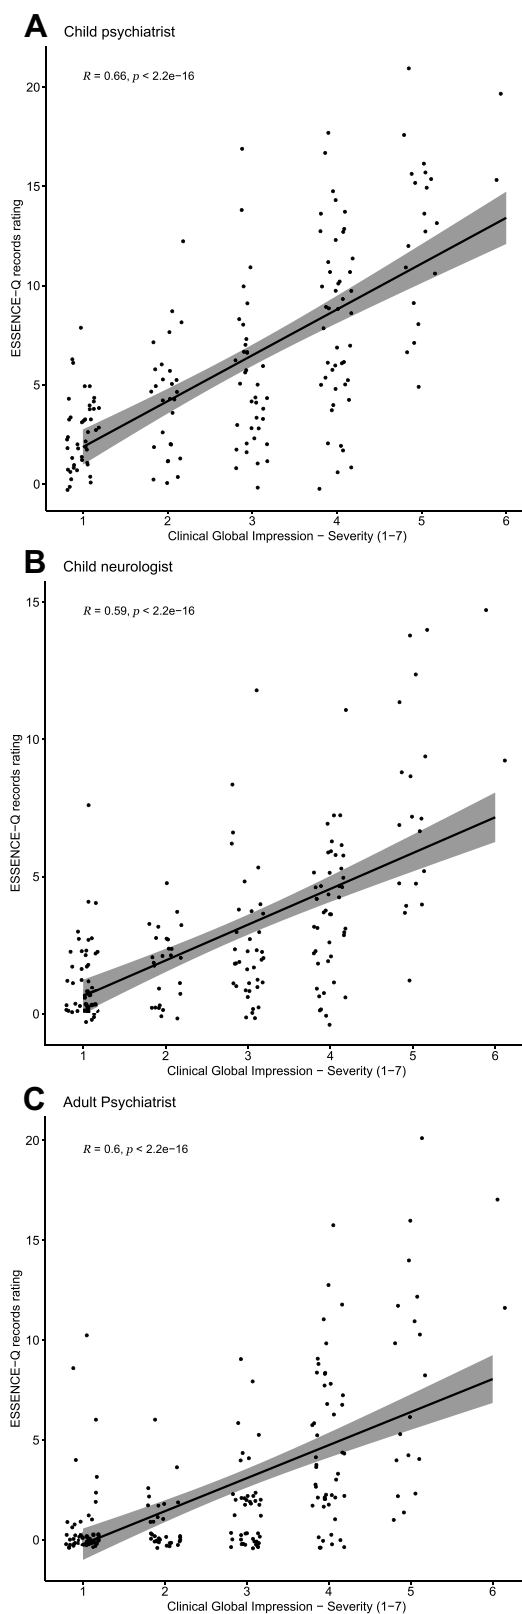 A Child psychiatrist
R = 0.66, p < 2.2e−16
20
15
10
5
0
ESSENCE−Q records rating
1 2 3 4 5 6
Clinical Global Impression − Severity (1−7)
B Child neurologist
R = 0.59, p < 2.2e−16
15
10
5
0
ESSENCE−Q records rating
1 2 3 4 5 6
Clinical Global Impression − Severity (1−7)
C Adult Psychiatrist
R = 0.6, p < 2.2e−16
20
15
10
5
0
ESSENCE−Q records rating
1 2 3 4 5 6
Clinical Global Impression − Severity (1−7)